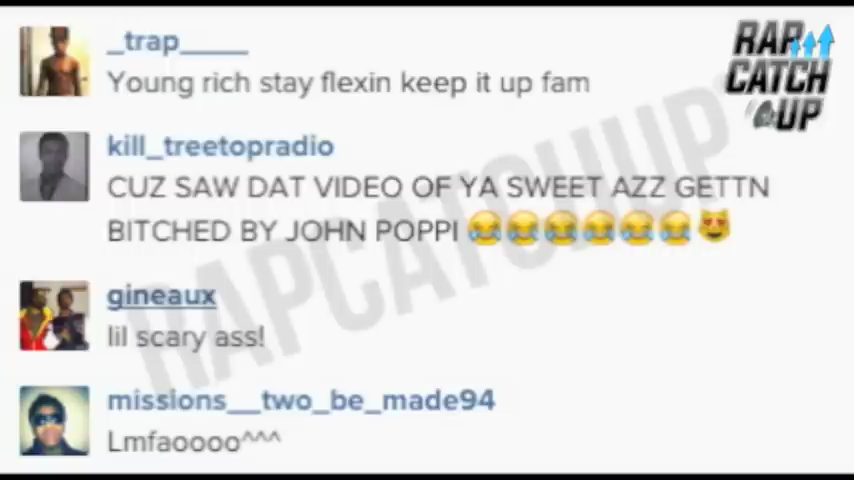 _trap____
Young rich stay flexin keep it up fam
kill_treetopradio
CUZ SAW DAT VIDEO OF YA SWEET AZZ GETTN
BITCHED BY JOHN POPPI 😂😂😂😂😂😂😻
gineaux
lil scary ass!
missions__two_be_made94
Lmfaoooo^^^
RAP
CATCH
UP
RAPCATCHUP